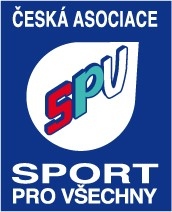 ČESKÁ ASOCIACE
SPV
SPORT
PRO VŠECHNY